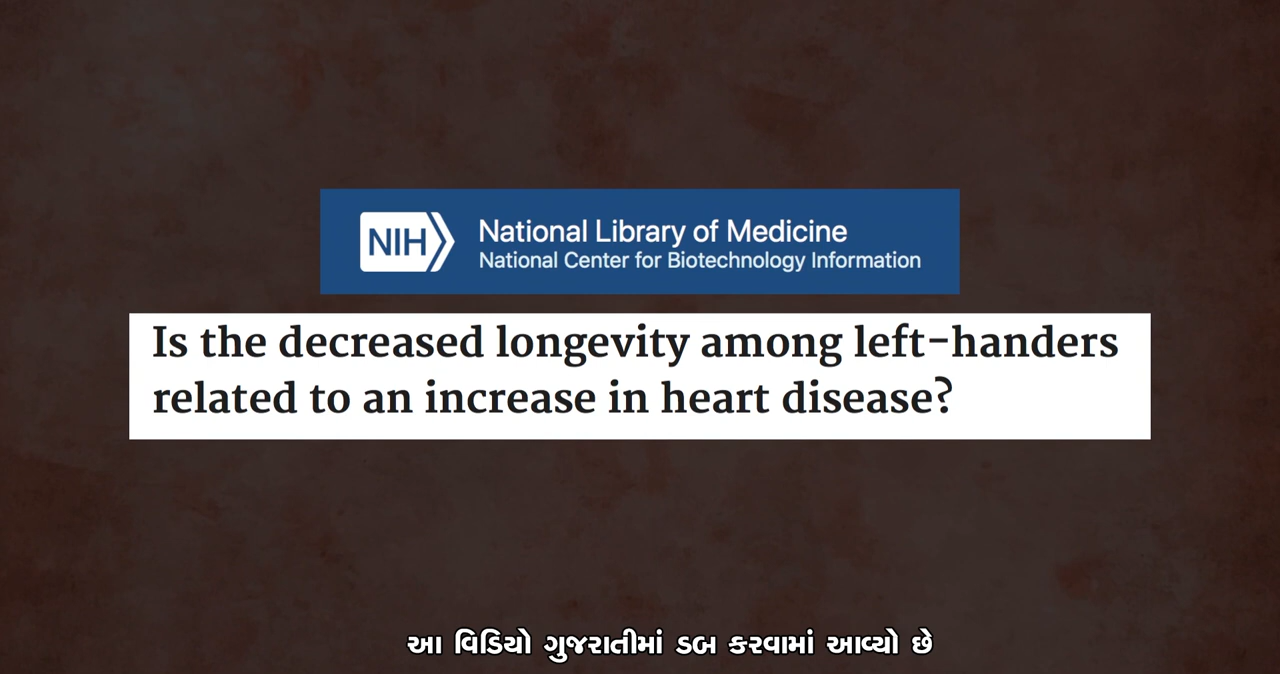 NIH
National Library of Medicine
National Center for Biotechnology Information
Is the decreased longevity among left-handers
related to an increase in heart disease?
આ વિડિયો ગુજરાતીમાં ડબ કરવામાં આવ્યો છે